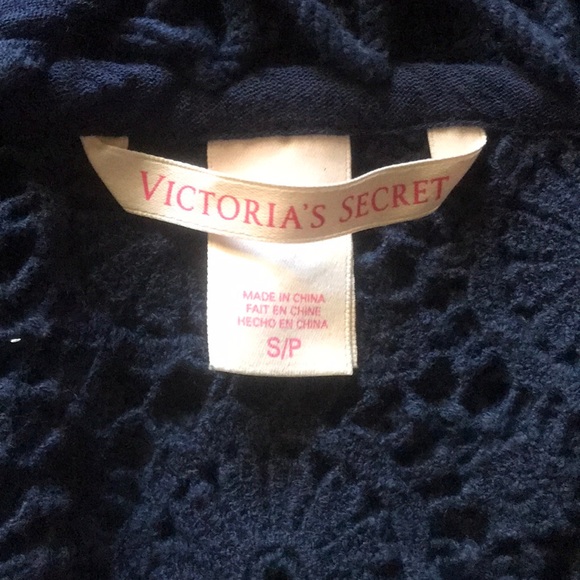 VICTORIA'S SECRET
MADE IN CHINA
FAIT EN CHINE
HECHO EN CHINA
S/P